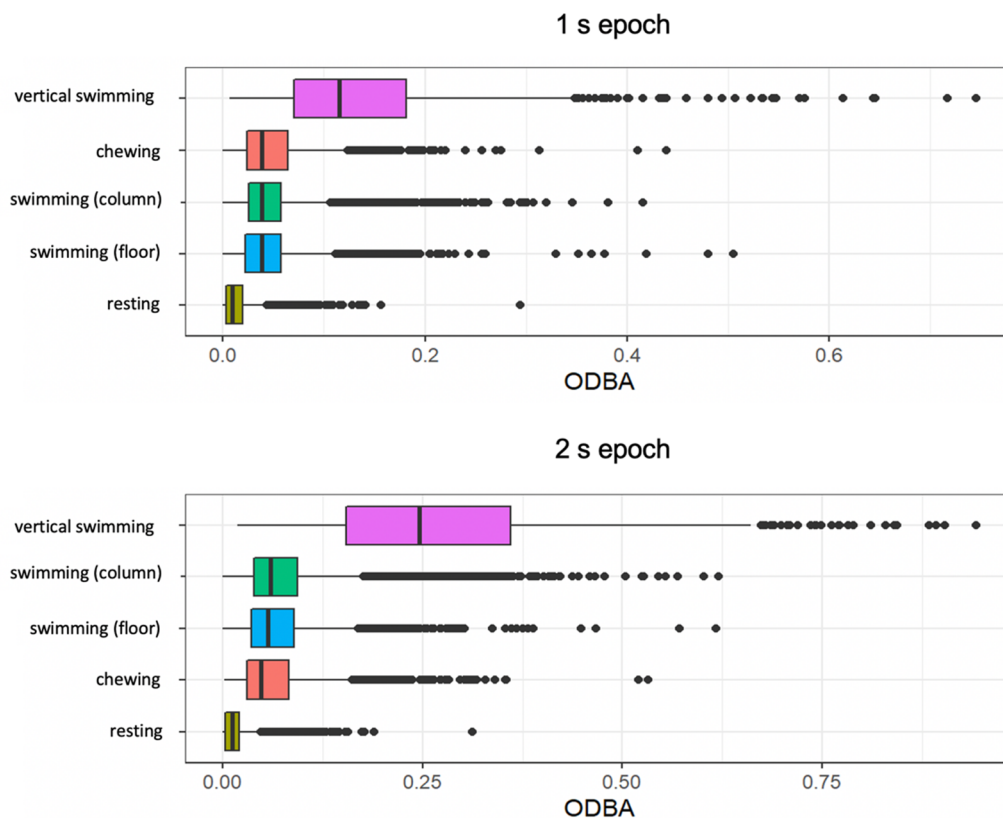 1 s epoch
vertical swimming
chewing
swimming (column)
swimming (floor)
resting
0.0 0.2 0.4 0.6
ODBA
2 s epoch
vertical swimming
swimming (column)
swimming (floor)
chewing
resting
0.00 0.25 0.50 0.75
ODBA